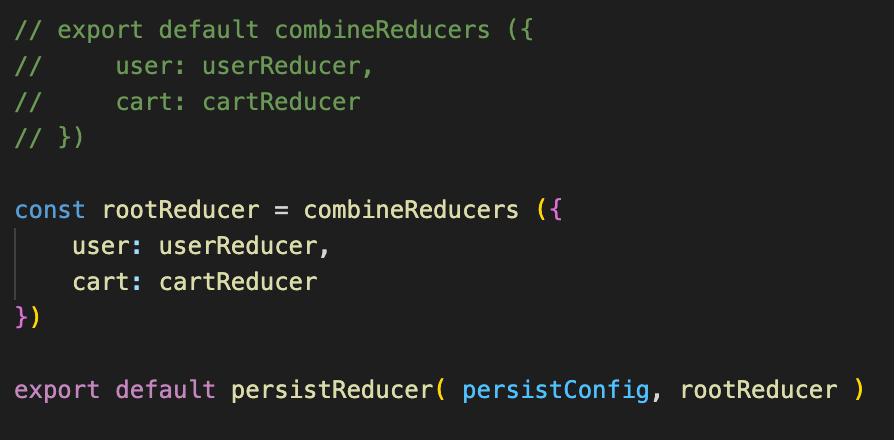 // export default combineReducers ({
//     user: userReducer,
//     cart: cartReducer
// })
const rootReducer = combineReducers ({
    user: userReducer,
    cart: cartReducer
})
export default persistReducer( persistConfig, rootReducer )